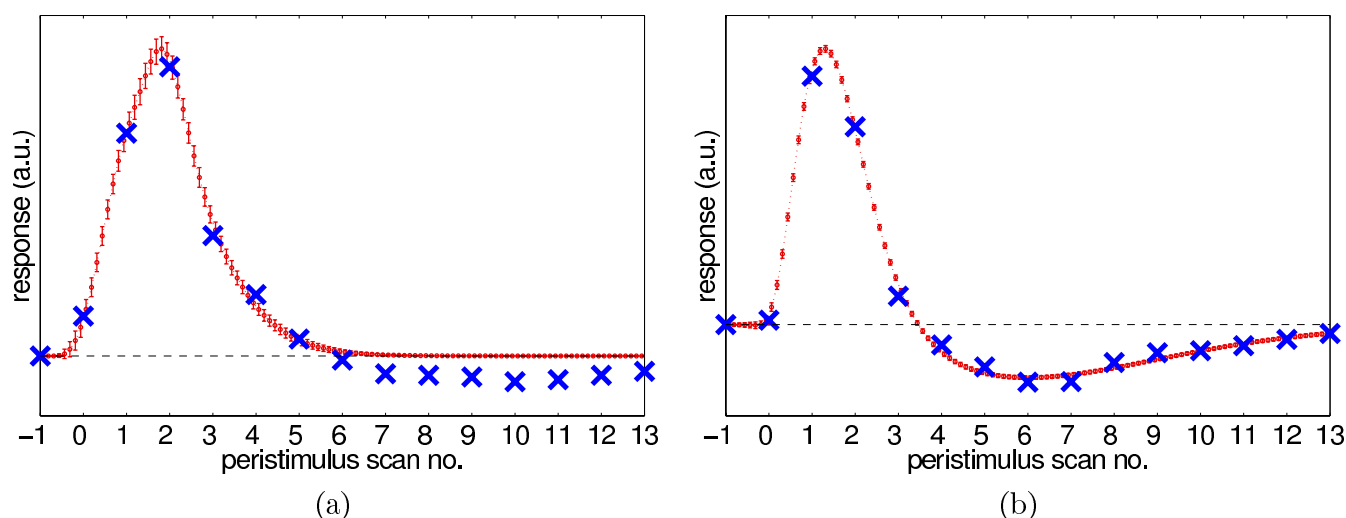 response (a.u.)
−1 0 1 2 3 4 5 6 7 8 9 10 11 12 13
peristimulus scan no.
(a)
response (a.u.)
−1 0 1 2 3 4 5 6 7 8 9 10 11 12 13
peristimulus scan no.
(b)